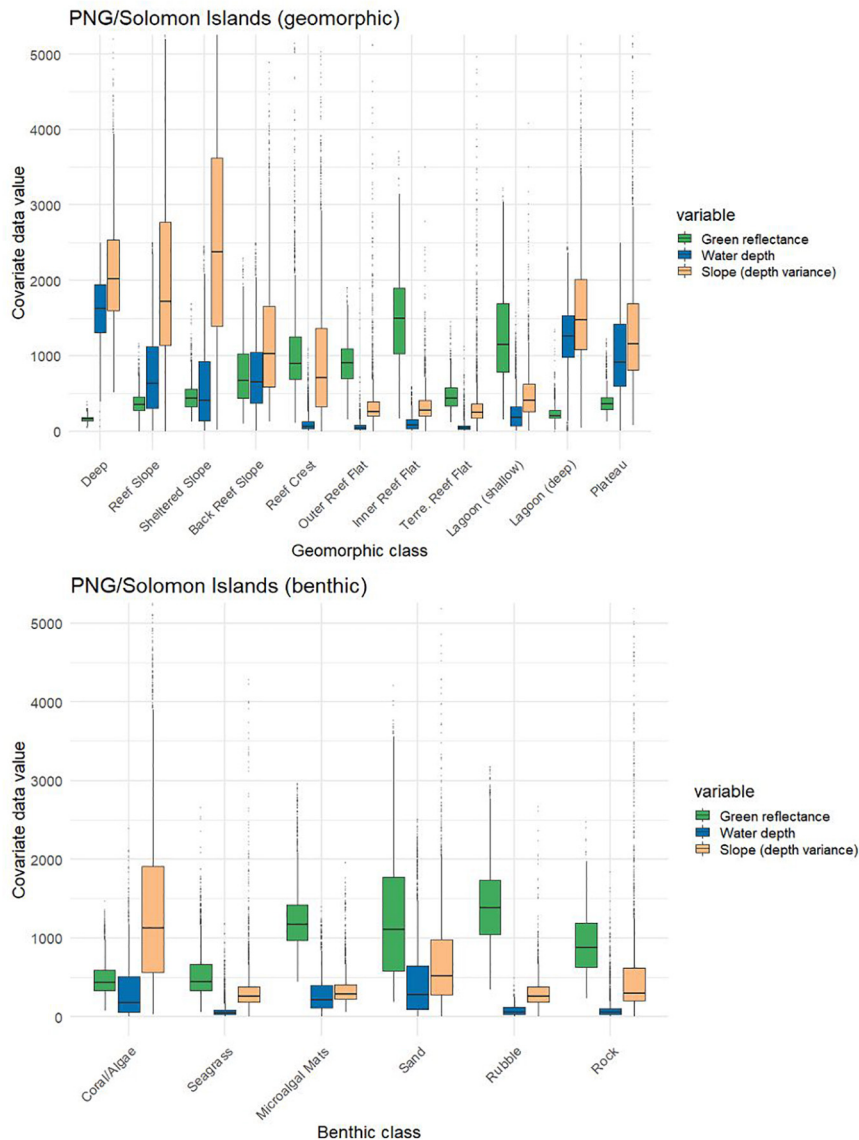 PNG/Solomon Islands (geomorphic)
5000
4000
3000
2000
1000
0
Covariate data value
variable
Green reflectance
Water depth
Slope (depth variance)
Deep
Reef Slope
Sheltered Slope
Back Reef Slope
Reef Crest
Outer Reef Flat
Inner Reef Flat
Terre. Reef Flat
Lagoon (shallow)
Lagoon (deep)
Plateau
Geomorphic class
PNG/Solomon Islands (benthic)
5000
4000
3000
2000
1000
0
Covariate data value
variable
Green reflectance
Water depth
Slope (depth variance)
Coral/Algae
Seagrass
Microalgal Mats
Sand
Rubble
Rock
Benthic class